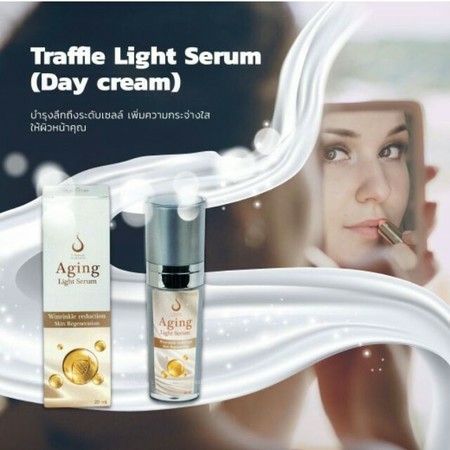 Traffle Light Serum
(Day cream)
บำรุงลึกถึงระดับเซลล์ เพิ่มความกระจ่างใส
ให้ผิวหน้าคุณ
Aging
Light Serum
Wincinkle reduction
Skin Regeneration
Aging
Light Serum